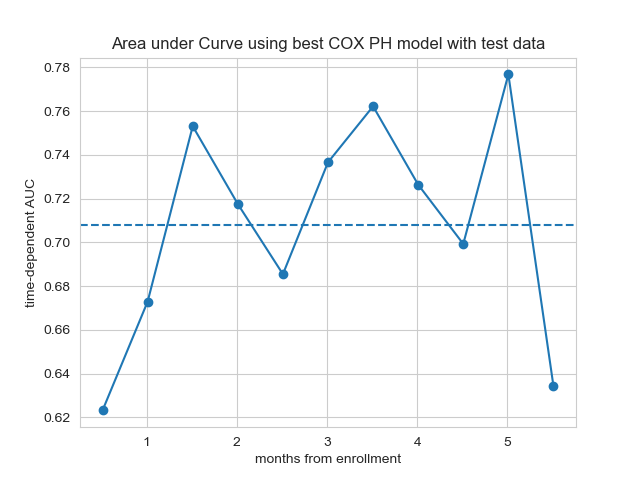 Area under Curve using best COX PH model with test data
time-dependent AUC
0.78
0.76
0.74
0.72
0.70
0.68
0.66
0.64
0.62
1 2 3 4 5
months from enrollment